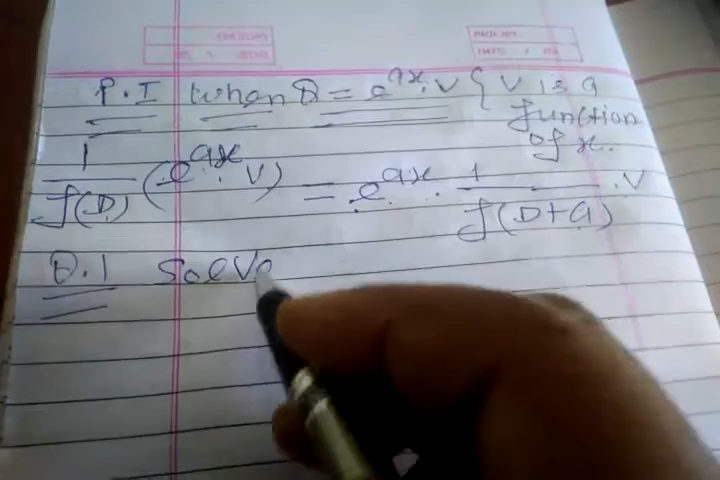 P.I when Q = e^{ax}.V { V is a
function
of x.
1/f(D) (e^{ax}.V) = e^{ax}. 1/f(D+a) .V
Q.1 Solve